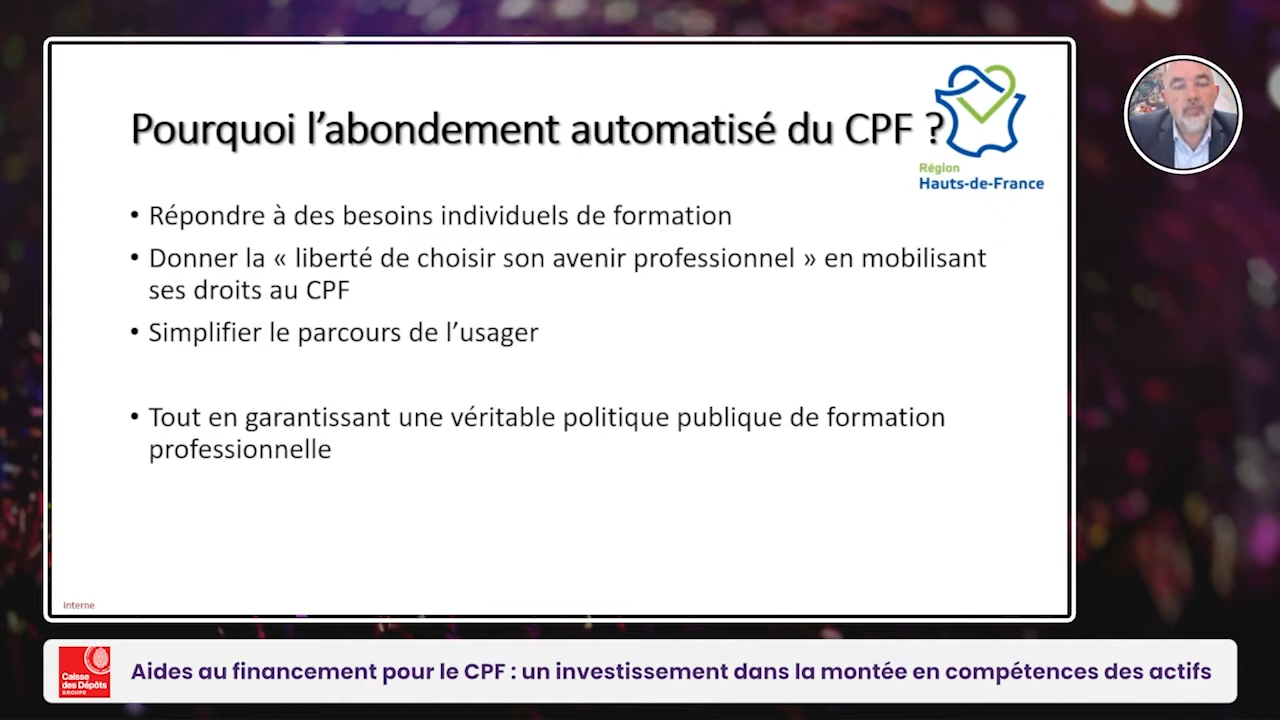 Pourquoi l’abondement automatisé du CPF ?
Région
Hauts-de-France
• Répondre à des besoins individuels de formation
• Donner la « liberté de choisir son avenir professionnel » en mobilisant
ses droits au CPF
• Simplifier le parcours de l’usager
• Tout en garantissant une véritable politique publique de formation
professionnelle
Interne
Caisse
des Dépôts
GROUPE
Aides au financement pour le CPF : un investissement dans la montée en compétences des actifs